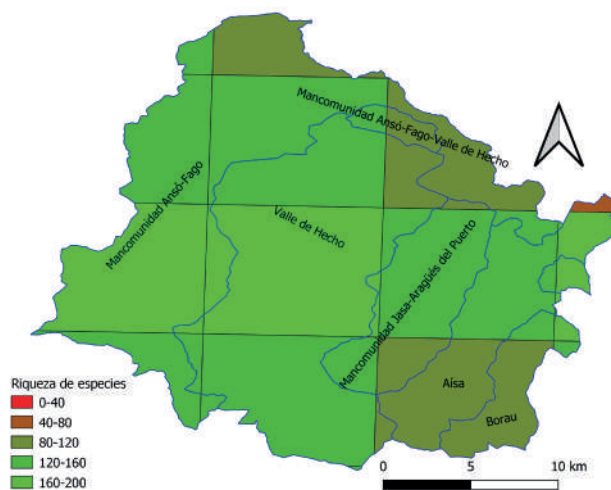 Mancomunidad Ansó-Fago-Valle de Hecho
Mancomunidad Ansó-Fago
Valle de Hecho
Mancomunidad Jasa-Aragüés del Puerto
Aísa
Borau
Riqueza de especies
0-40
40-80
80-120
120-160
160-200
0 5 10 km